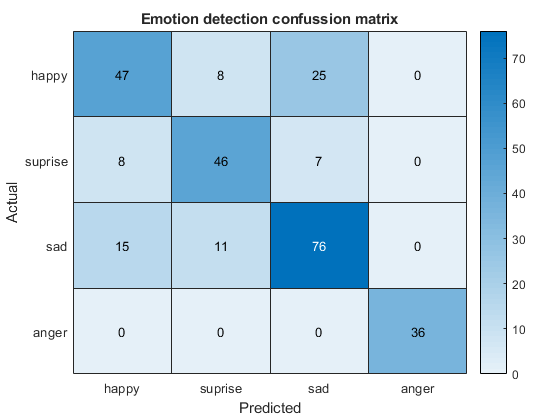 Emotion detection confussion matrix
happy 47 8 25 0
suprise 8 46 7 0
sad 15 11 76 0
anger 0 0 0 36
happy suprise sad anger
Predicted
Actual
70
60
50
40
30
20
10
0